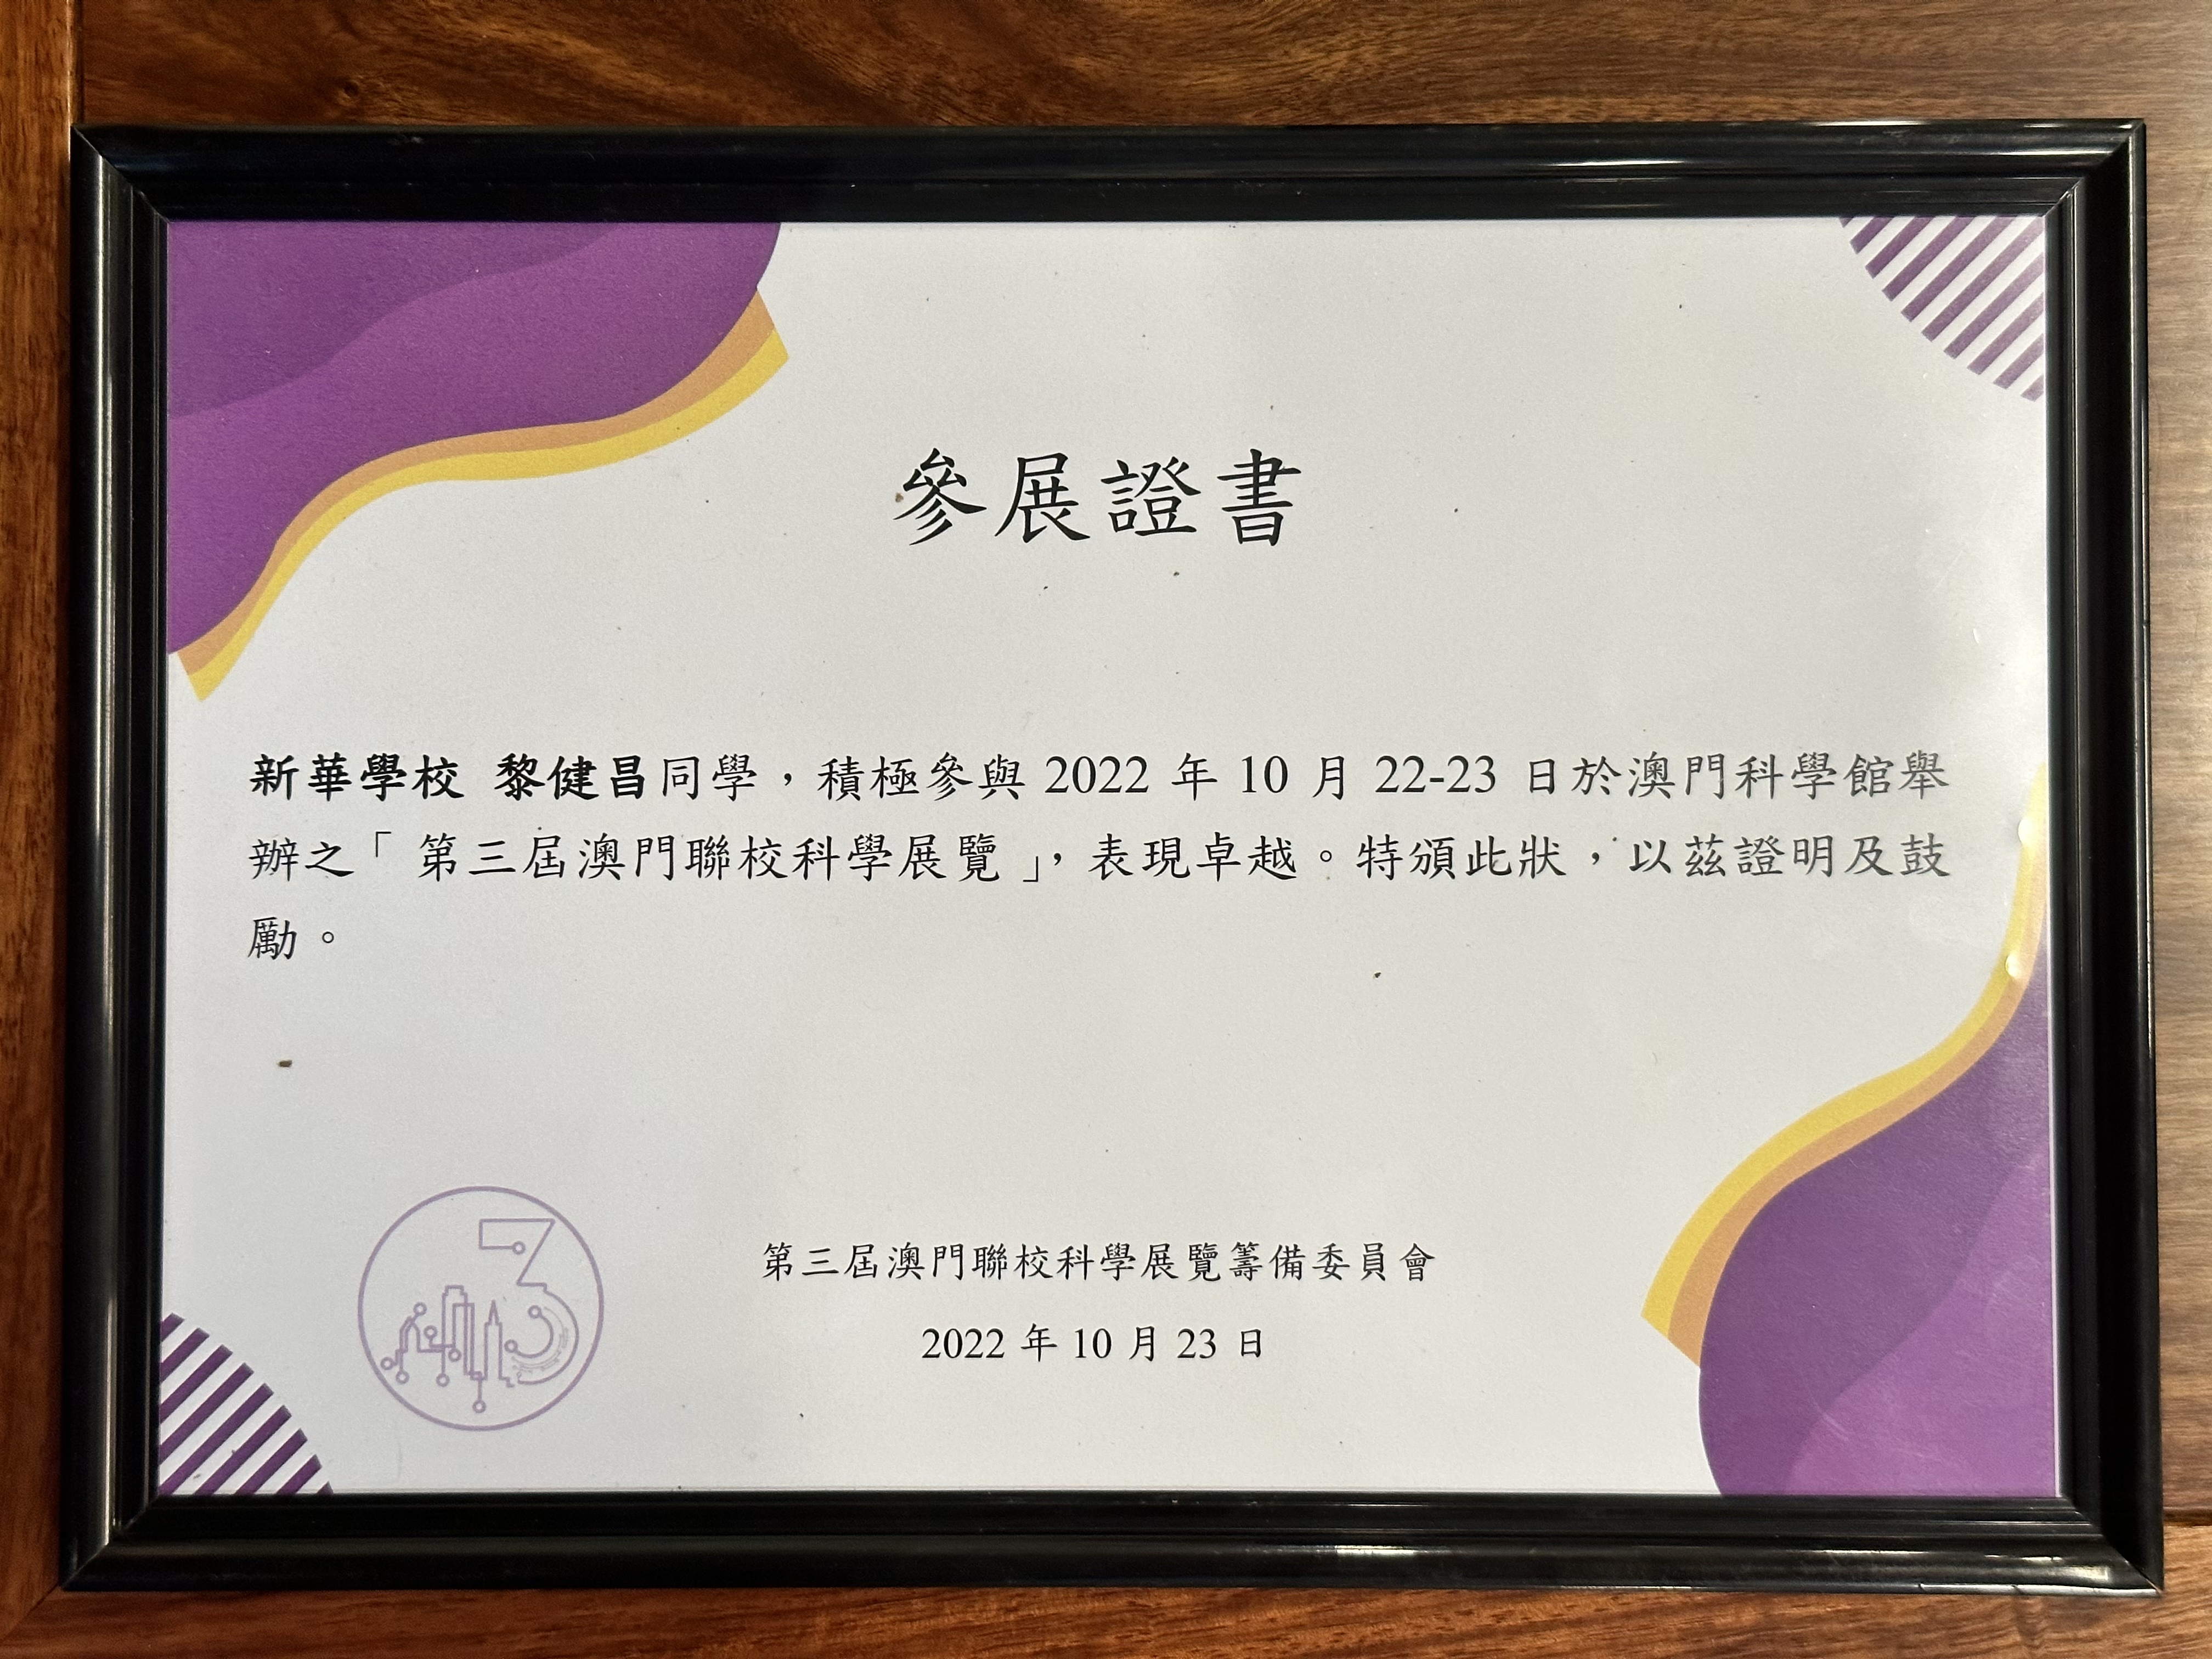 參展證書
新華學校 黎健昌同學，積極參與 2022 年 10 月 22-23 日於澳門科學館舉
辦之「 第三屆澳門聯校科學展覽 」，表現卓越。特頒此狀，以茲證明及鼓
勵。
第三屆澳門聯校科學展覽籌備委員會
2022 年 10 月 23 日